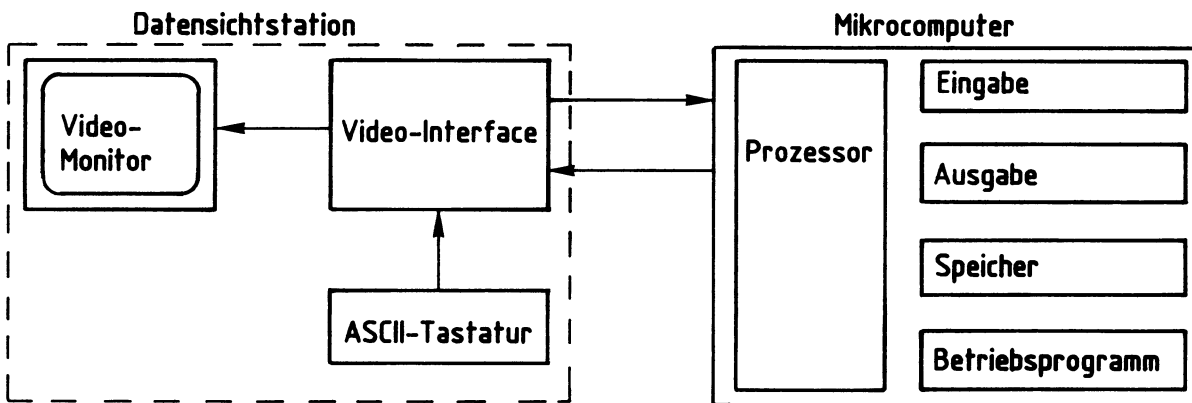 Datensichtstation
Video-
Monitor
Video-Interface
ASCII-Tastatur
Mikrocomputer
Prozessor
Eingabe
Ausgabe
Speicher
Betriebsprogramm